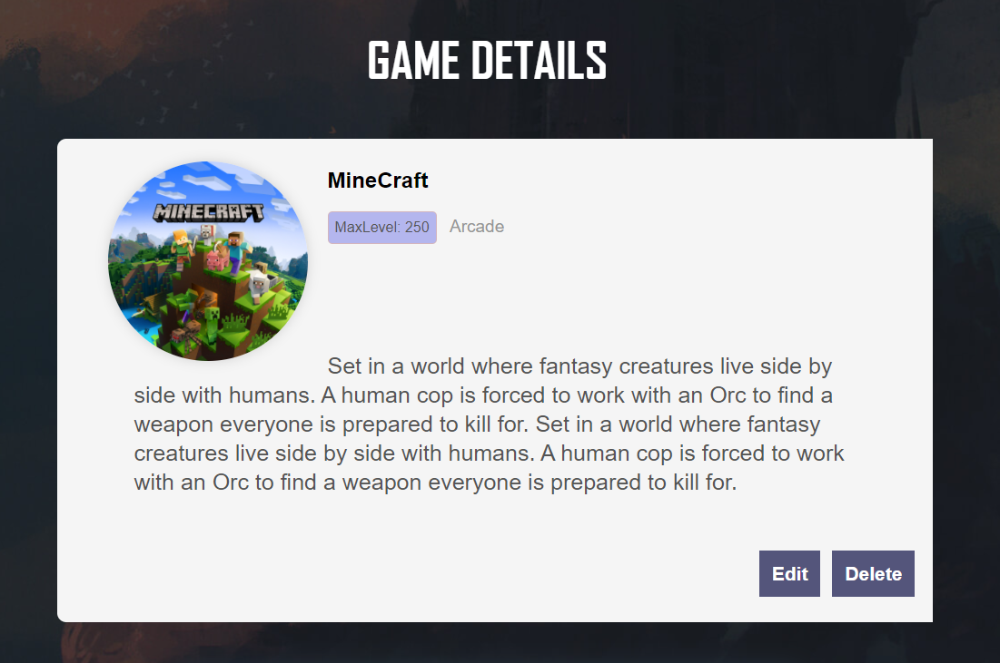 GAME DETAILS
MINECRAFT
MineCraft
MaxLevel: 250 Arcade
Set in a world where fantasy creatures live side by
side with humans. A human cop is forced to work with an Orc to find a
weapon everyone is prepared to kill for. Set in a world where fantasy
creatures live side by side with humans. A human cop is forced to work
with an Orc to find a weapon everyone is prepared to kill for.
Edit Delete